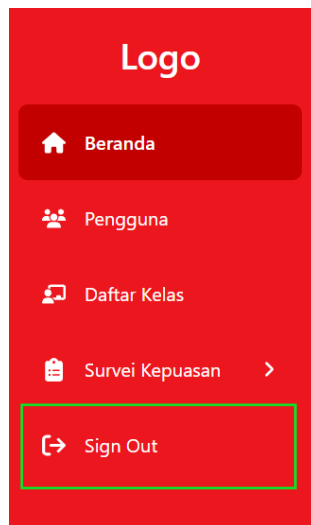 Logo
Beranda
Pengguna
Daftar Kelas
Survei Kepuasan
Sign Out